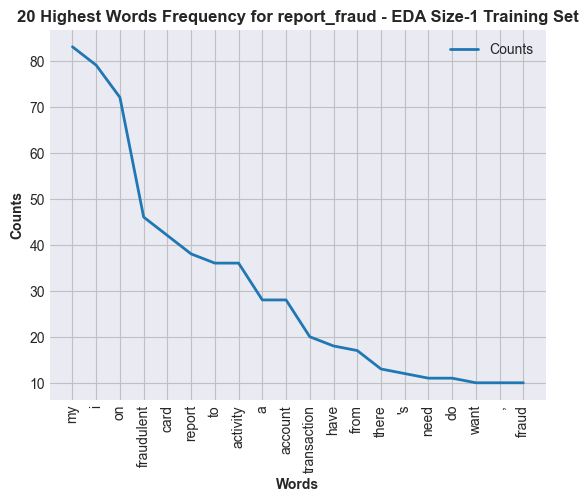 20 Highest Words Frequency for report_fraud - EDA Size-1 Training Set
Counts
Counts
80
70
60
50
40
30
20
10
my
i
on
fraudulent
card
report
to
activity
a
account
transaction
have
from
there
's
need
do
want
,
fraud
Words